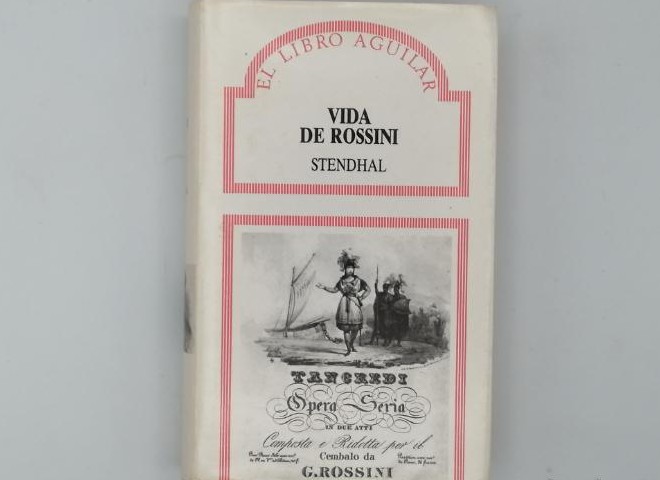 EL LIBRO AGUILAR
VIDA
DE ROSSINI
STENDHAL
TANCREDI
Opera Seria
IN DUE ATTI
Composta e Ridotta per il
Cembalo da
G. ROSSINI